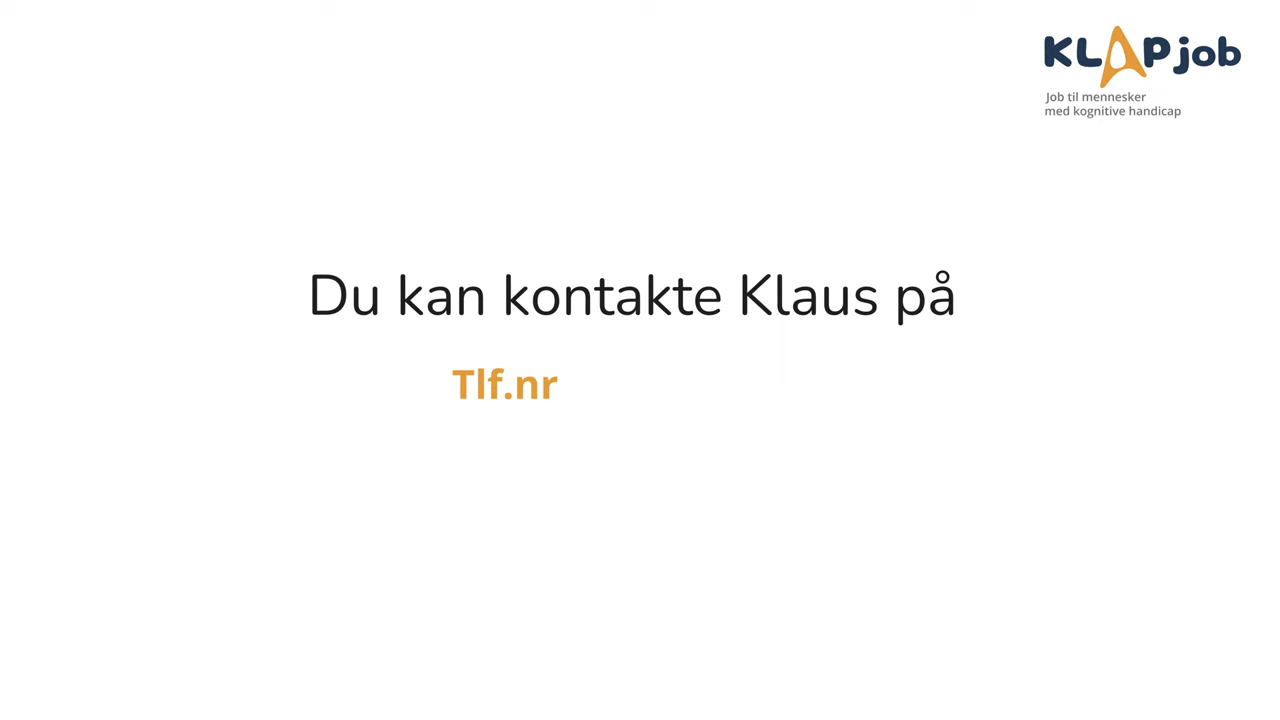 KLAPjob
Job til mennesker
med kognitive handicap
Du kan kontakte Klaus på
Tlf.nr